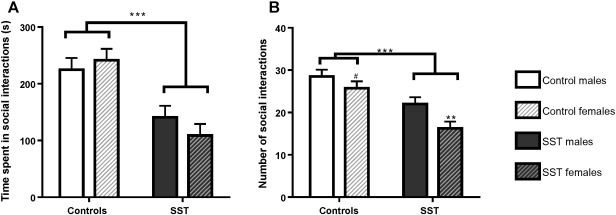 A
***
Time spent in social interactions (s)
300
200
100
0
Controls
SST
B
***
#
**
Number of social interactions
40
30
20
10
0
Controls
SST
Control males
Control females
SST males
SST females